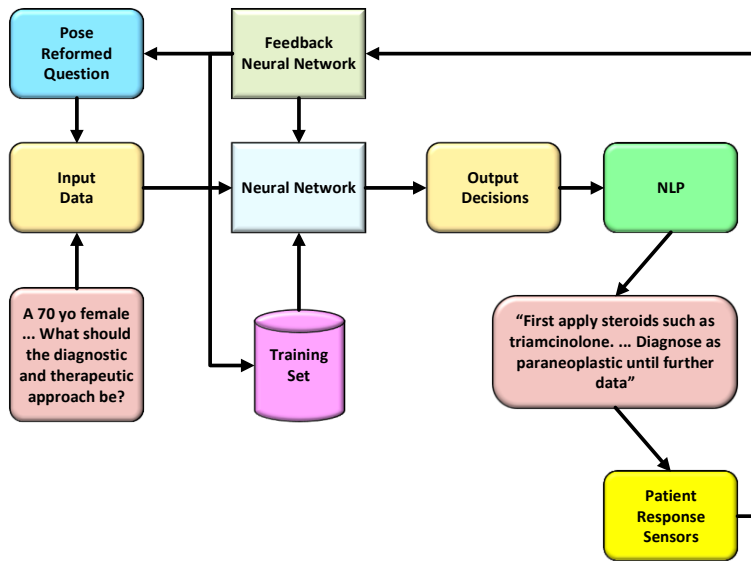 Pose
Reformed
Question
Feedback
Neural Network
Input
Data
Neural Network
Output
Decisions
NLP
A 70 yo female
... What should
the diagnostic
and therapeutic
approach be?
Training
Set
“First apply steroids such as
triamcinolone. ... Diagnose as
paraneoplastic until further
data”
Patient
Response
Sensors